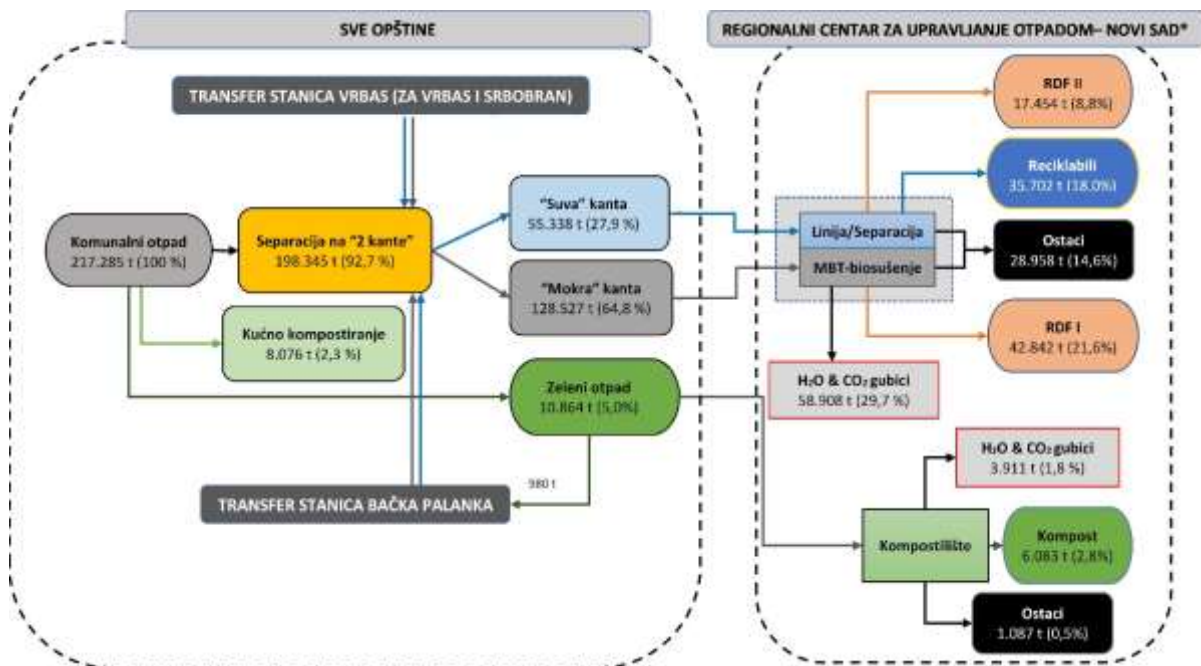 SVE OPŠTINE
REGIONALNI CENTAR ZA UPRAVLJANJE OTPADOM– NOVI SAD*
TRANSFER STANICA VRBAS (ZA VRBAS I SRBOBRAN)
Komunalni otpad
217.285 t (100 %)
Separacija na “2 kante”
198.345 t (92,7 %)
Kućno kompostiranje
8.076 t (2,3 %)
“Suva” kanta
55.338 t (27,9 %)
“Mokra” kanta
128.527 t (64,8 %)
Zeleni otpad
10.864 t (5,0%)
980 t
TRANSFER STANICA BAČKA PALANKA
Linija/Separacija
MBT-biosušenje
RDF II
17.454 t (8,8%)
Reciklabili
35.702 t (18,0%)
Ostaci
28.958 t (14,6%)
RDF I
42.842 t (21,6%)
H₂O & CO₂ gubici
58.908 t (29,7 %)
H₂O & CO₂ gubici
3.911 t (1,8 %)
Kompostilište
Kompost
6.083 t (2,8%)
Ostaci
1.087 t (0,5%)